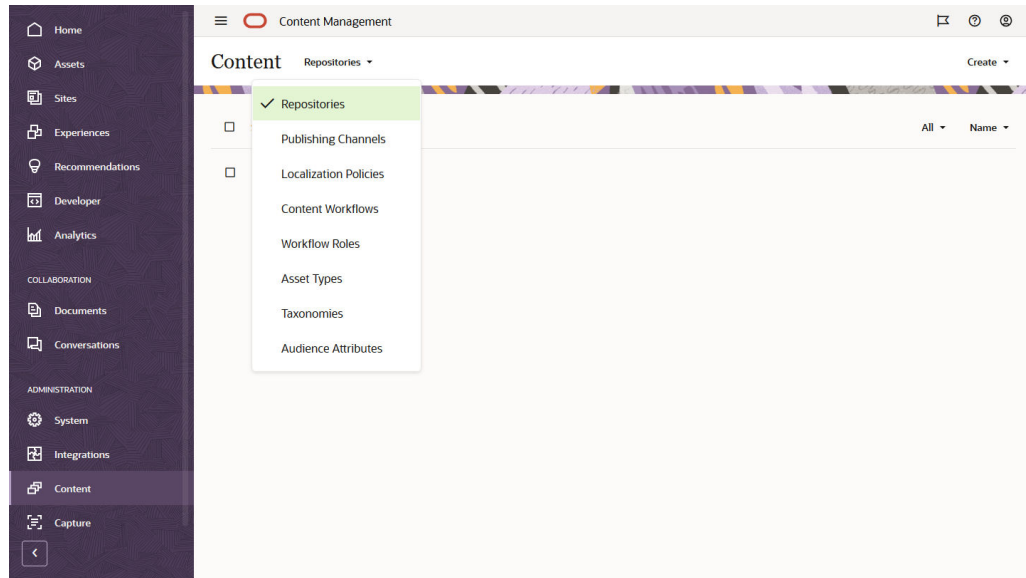 Home
Assets
Sites
Experiences
Recommendations
Developer
Analytics
COLLABORATION
Documents
Conversations
ADMINISTRATION
System
Integrations
Content
Capture
Content Management
Content Repositories
Create
Repositories
Publishing Channels
Localization Policies
Content Workflows
Workflow Roles
Asset Types
Taxonomies
Audience Attributes
All Name